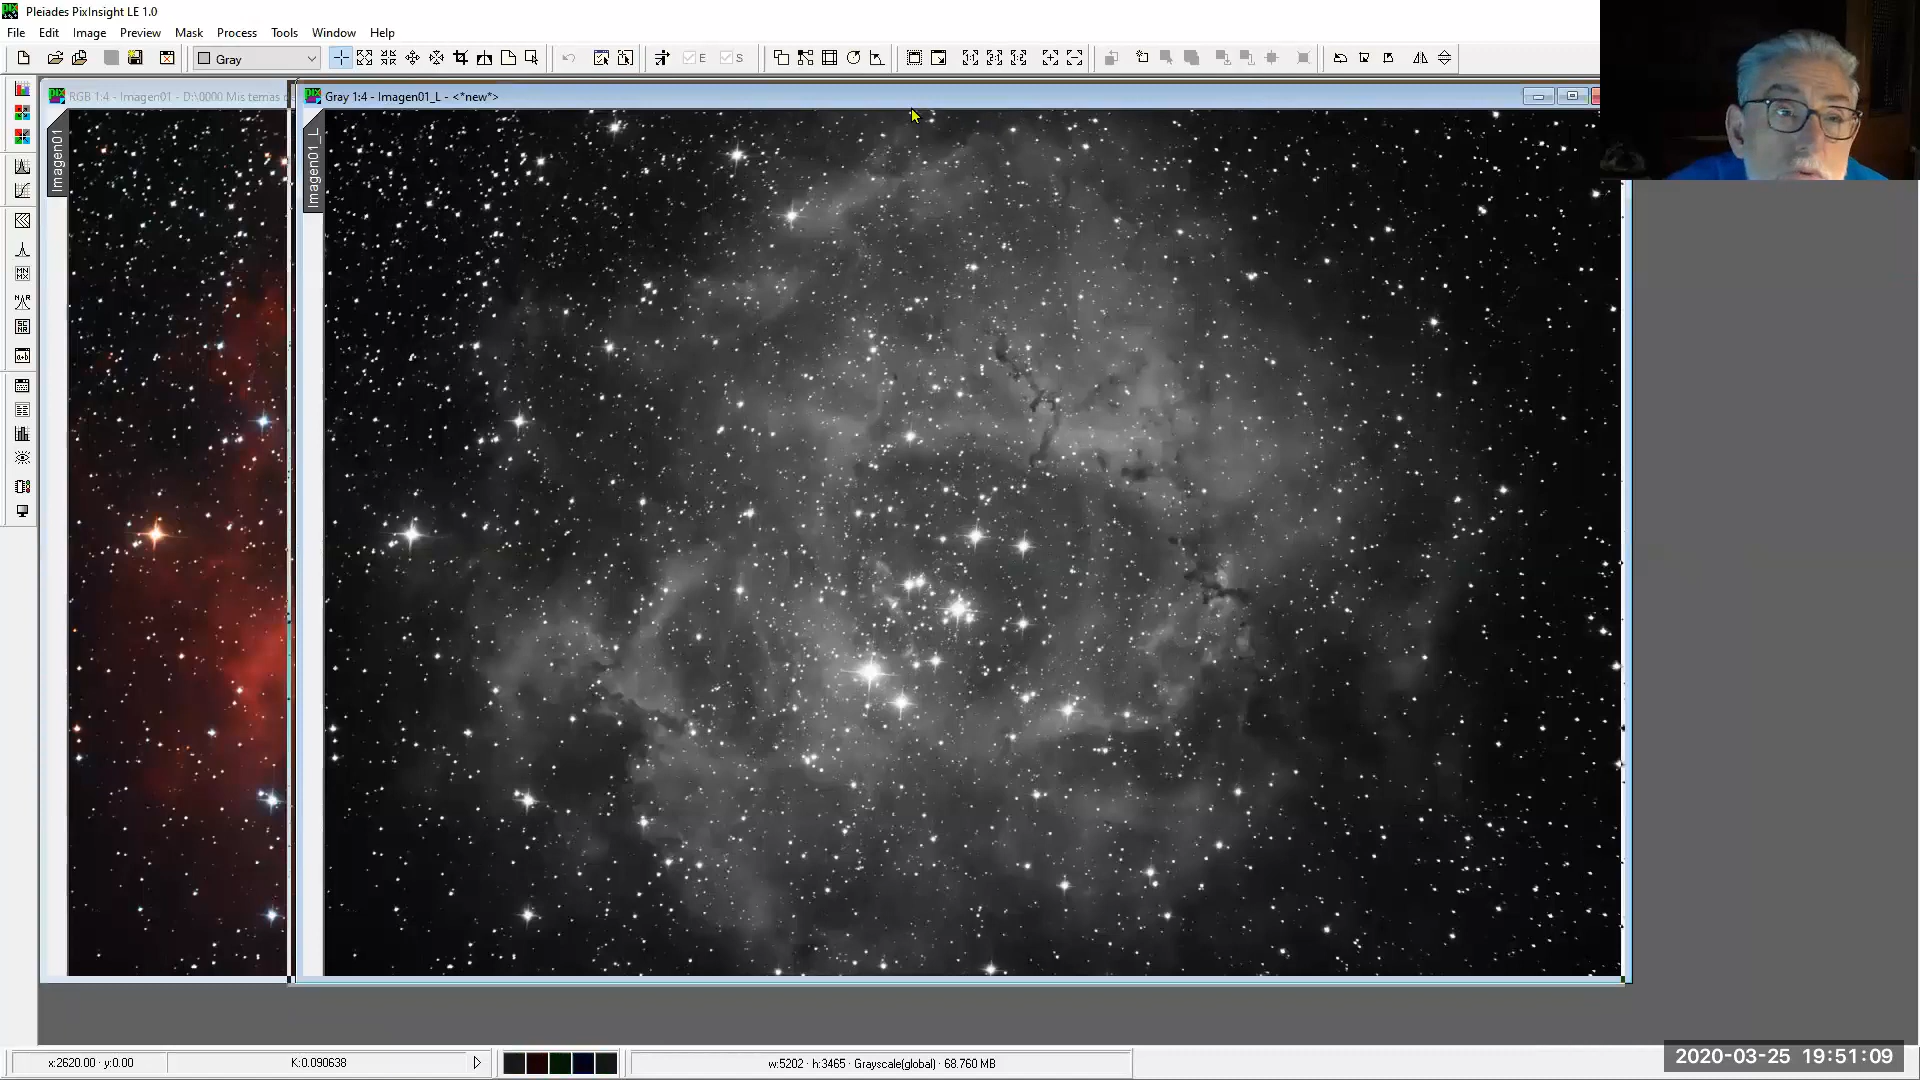 Pleiades PixInsight LE 1.0
File Edit Image Preview Mask Process Tools Window Help
Gray
E
S
RGB 1:4 - Imagen01 - D:\0000 Mis temas
Gray 1:4 - Imagen01_L - <*new*>
Imagen01
Imagen01_L
x:2620.00 · y:0.00
K:0.090638
w:5202 · h:3465 · Grayscale(global) · 68.760 MB
2020-03-25 19:51:09